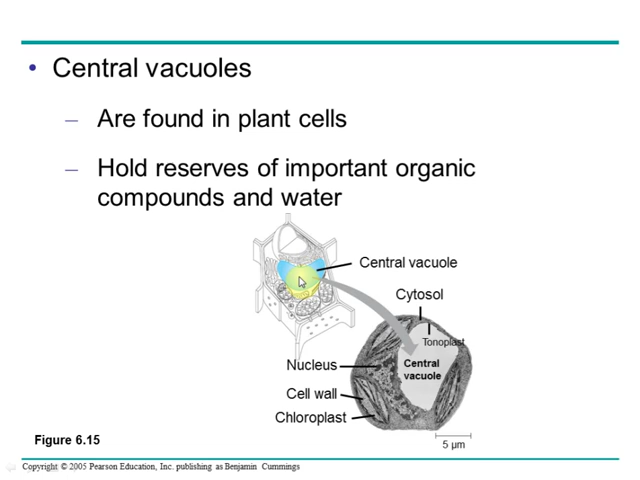 • Central vacuoles
– Are found in plant cells
– Hold reserves of important organic
compounds and water
Central vacuole
Cytosol
Tonoplast
Central
vacuole
Nucleus
Cell wall
Chloroplast
Figure 6.15
5 µm
Copyright © 2005 Pearson Education, Inc. publishing as Benjamin Cummings